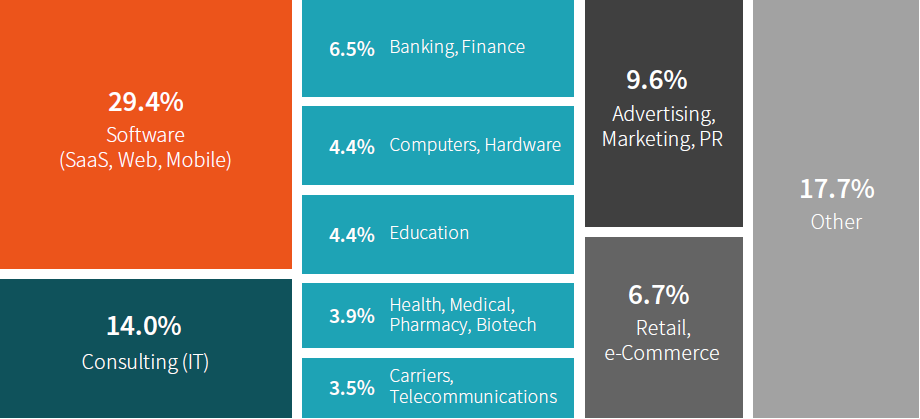 29.4%
Software
(SaaS, Web, Mobile)
14.0%
Consulting (IT)
6.5% Banking, Finance
4.4% Computers, Hardware
4.4% Education
3.9% Health, Medical,
Pharmacy, Biotech
3.5% Carriers,
Telecommunications
9.6%
Advertising,
Marketing, PR
6.7%
Retail,
e-Commerce
17.7%
Other